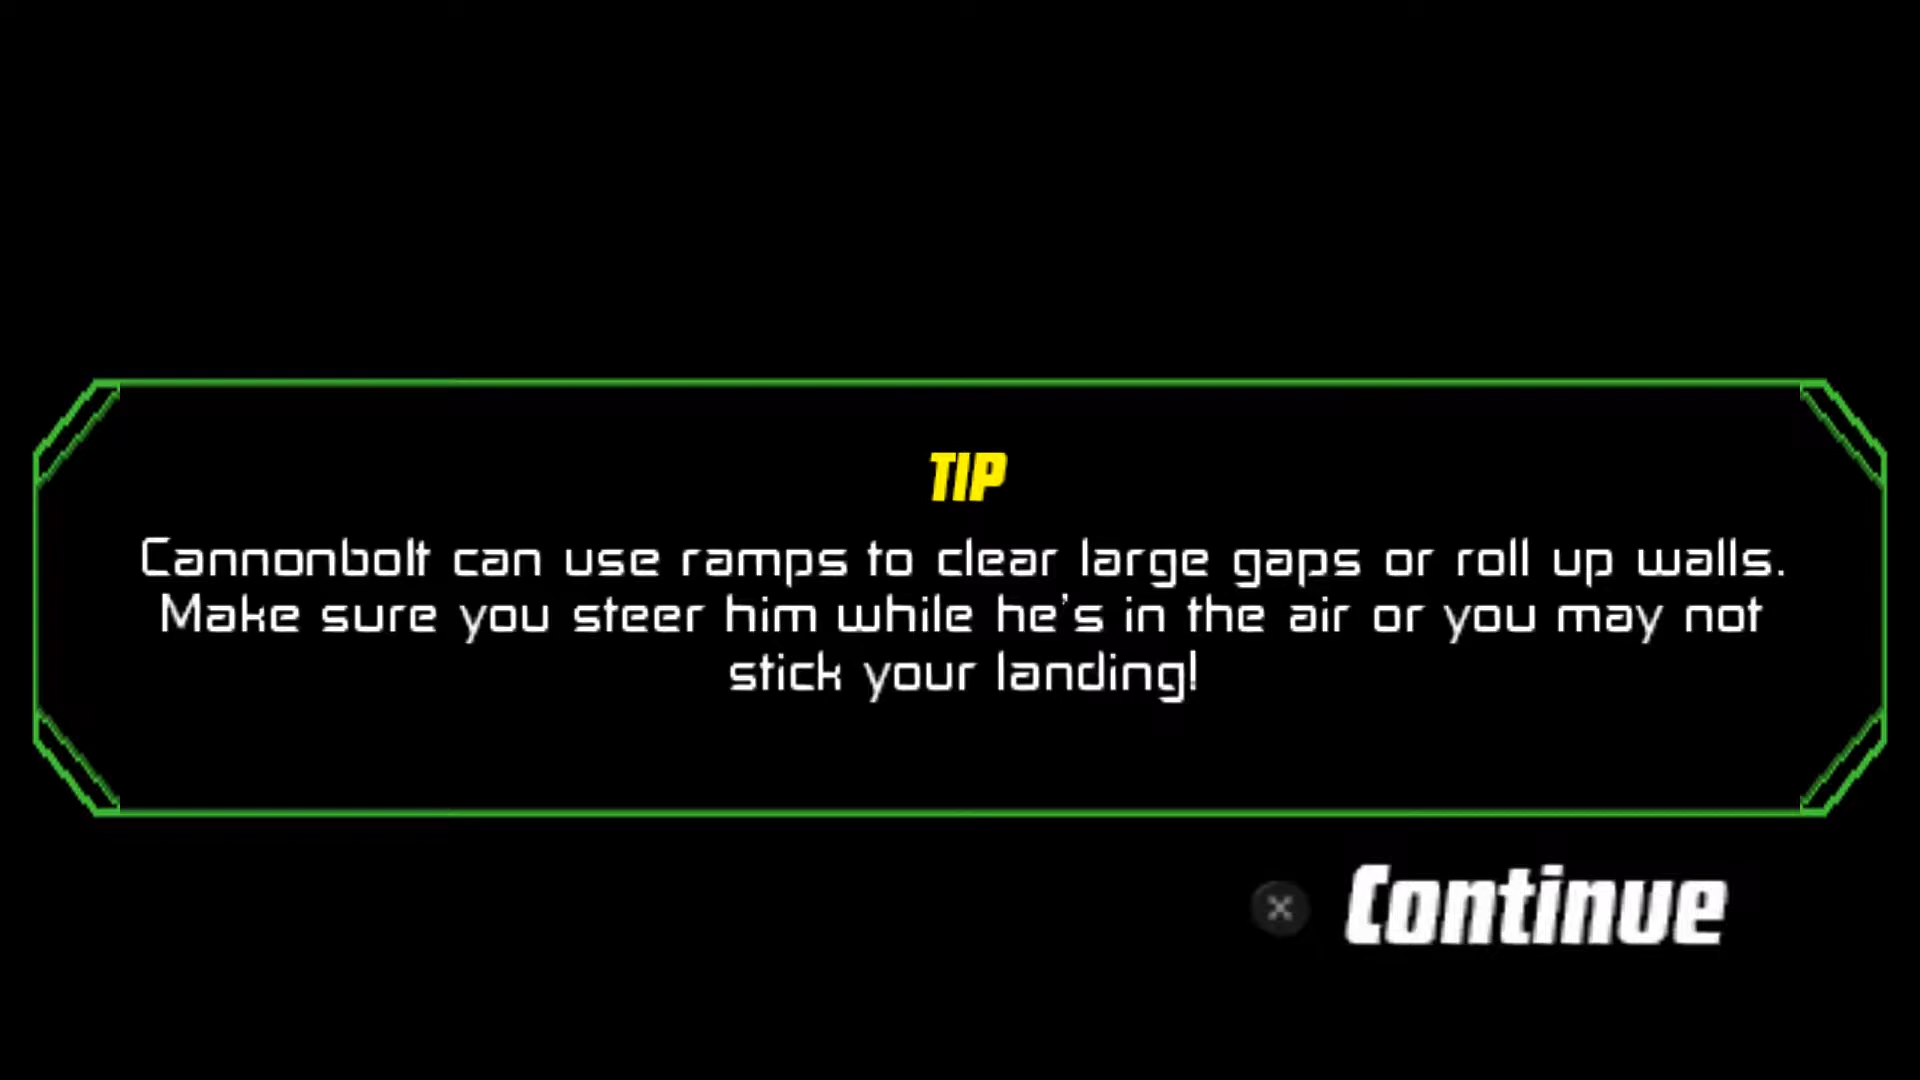 TIP
Cannonbolt can use ramps to clear large gaps or roll up walls.
Make sure you steer him while he's in the air or you may not
stick your landing!
Continue